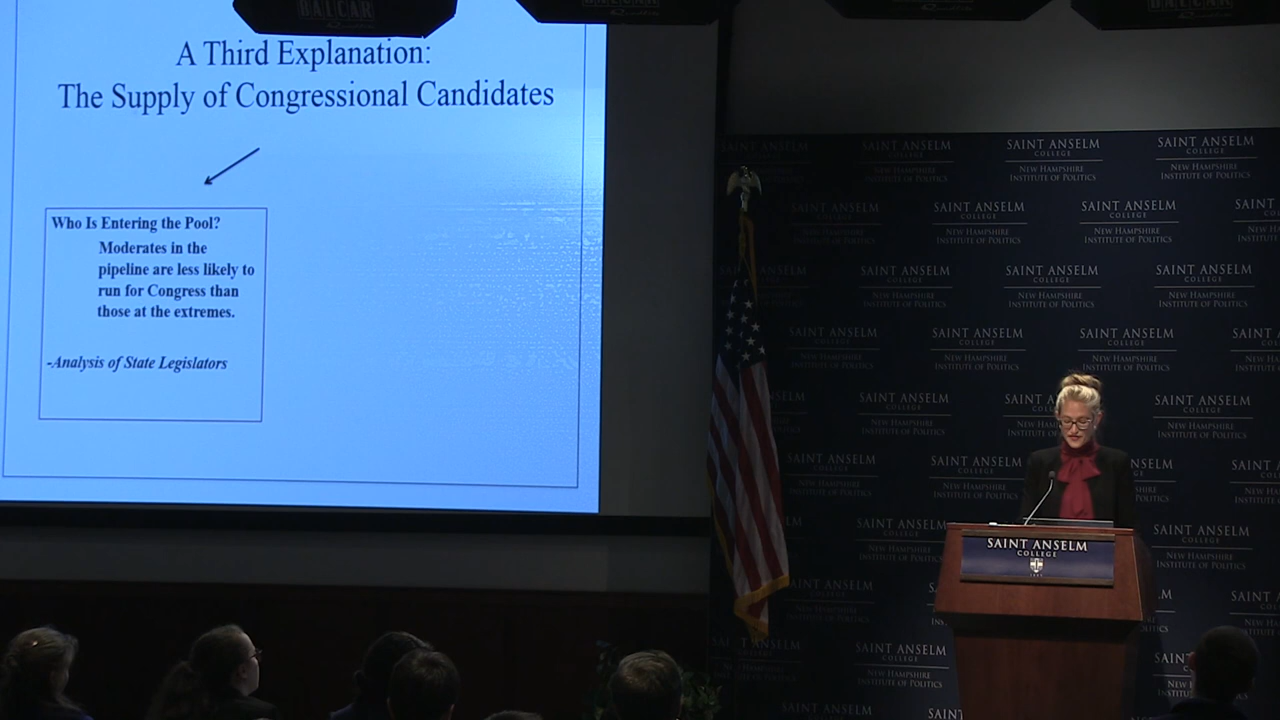 BALCAR
A Third Explanation:
The Supply of Congressional Candidates
Who Is Entering the Pool?
Moderates in the
pipeline are less likely to
run for Congress than
those at the extremes.
-Analysis of State Legislators
SAINT ANSELM
COLLEGE
NEW HAMPSHIRE
INSTITUTE OF POLITICS
SAINT ANSELM
COLLEGE